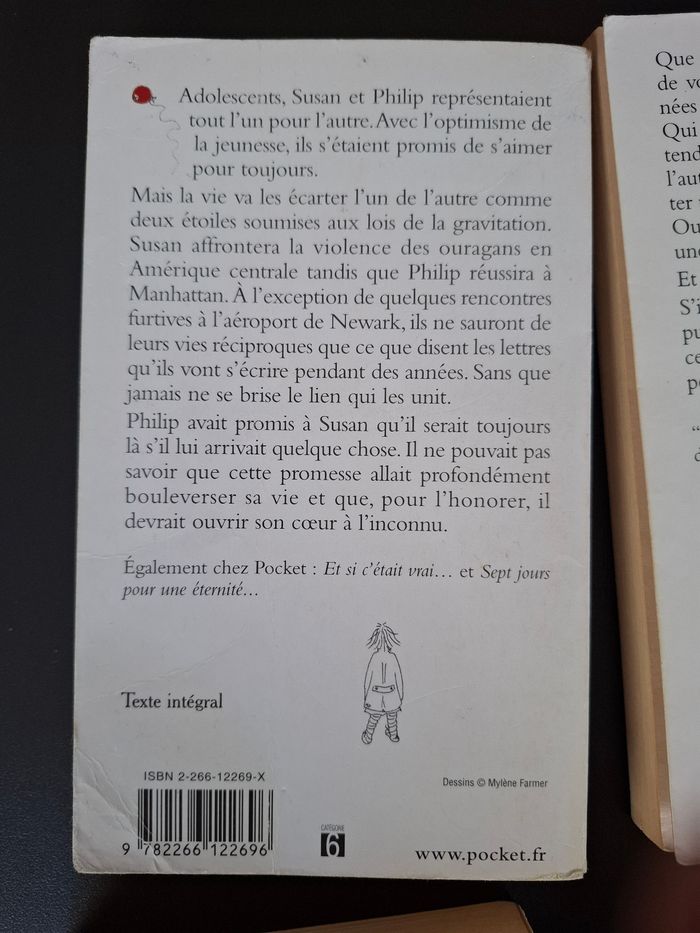 Adolescents, Susan et Philip représentaient
tout l'un pour l'autre. Avec l'optimisme de
la jeunesse, ils s'étaient promis de s'aimer
pour toujours.
Mais la vie va les écarter l'un de l'autre comme
deux étoiles soumises aux lois de la gravitation.
Susan affrontera la violence des ouragans en
Amérique centrale tandis que Philip réussira à
Manhattan. À l'exception de quelques rencontres
furtives à l'aéroport de Newark, ils ne sauront de
leurs vies réciproques que ce que disent les lettres
qu'ils vont s'écrire pendant des années. Sans que
jamais ne se brise le lien qui les unit.
Philip avait promis à Susan qu'il serait toujours
là s'il lui arrivait quelque chose. Il ne pouvait pas
savoir que cette promesse allait profondément
bouleverser sa vie et que, pour l'honorer, il
devrait ouvrir son cœur à l'inconnu.
Également chez Pocket : Et si c'était vrai... et Sept jours
pour une éternité...
Texte intégral
ISBN 2-266-12269-X
9 782266 122696
CATÉGORIE
6
Dessins © Mylène Farmer
www.pocket.fr
Que
de
nées
Qui
l'au
ter
Et